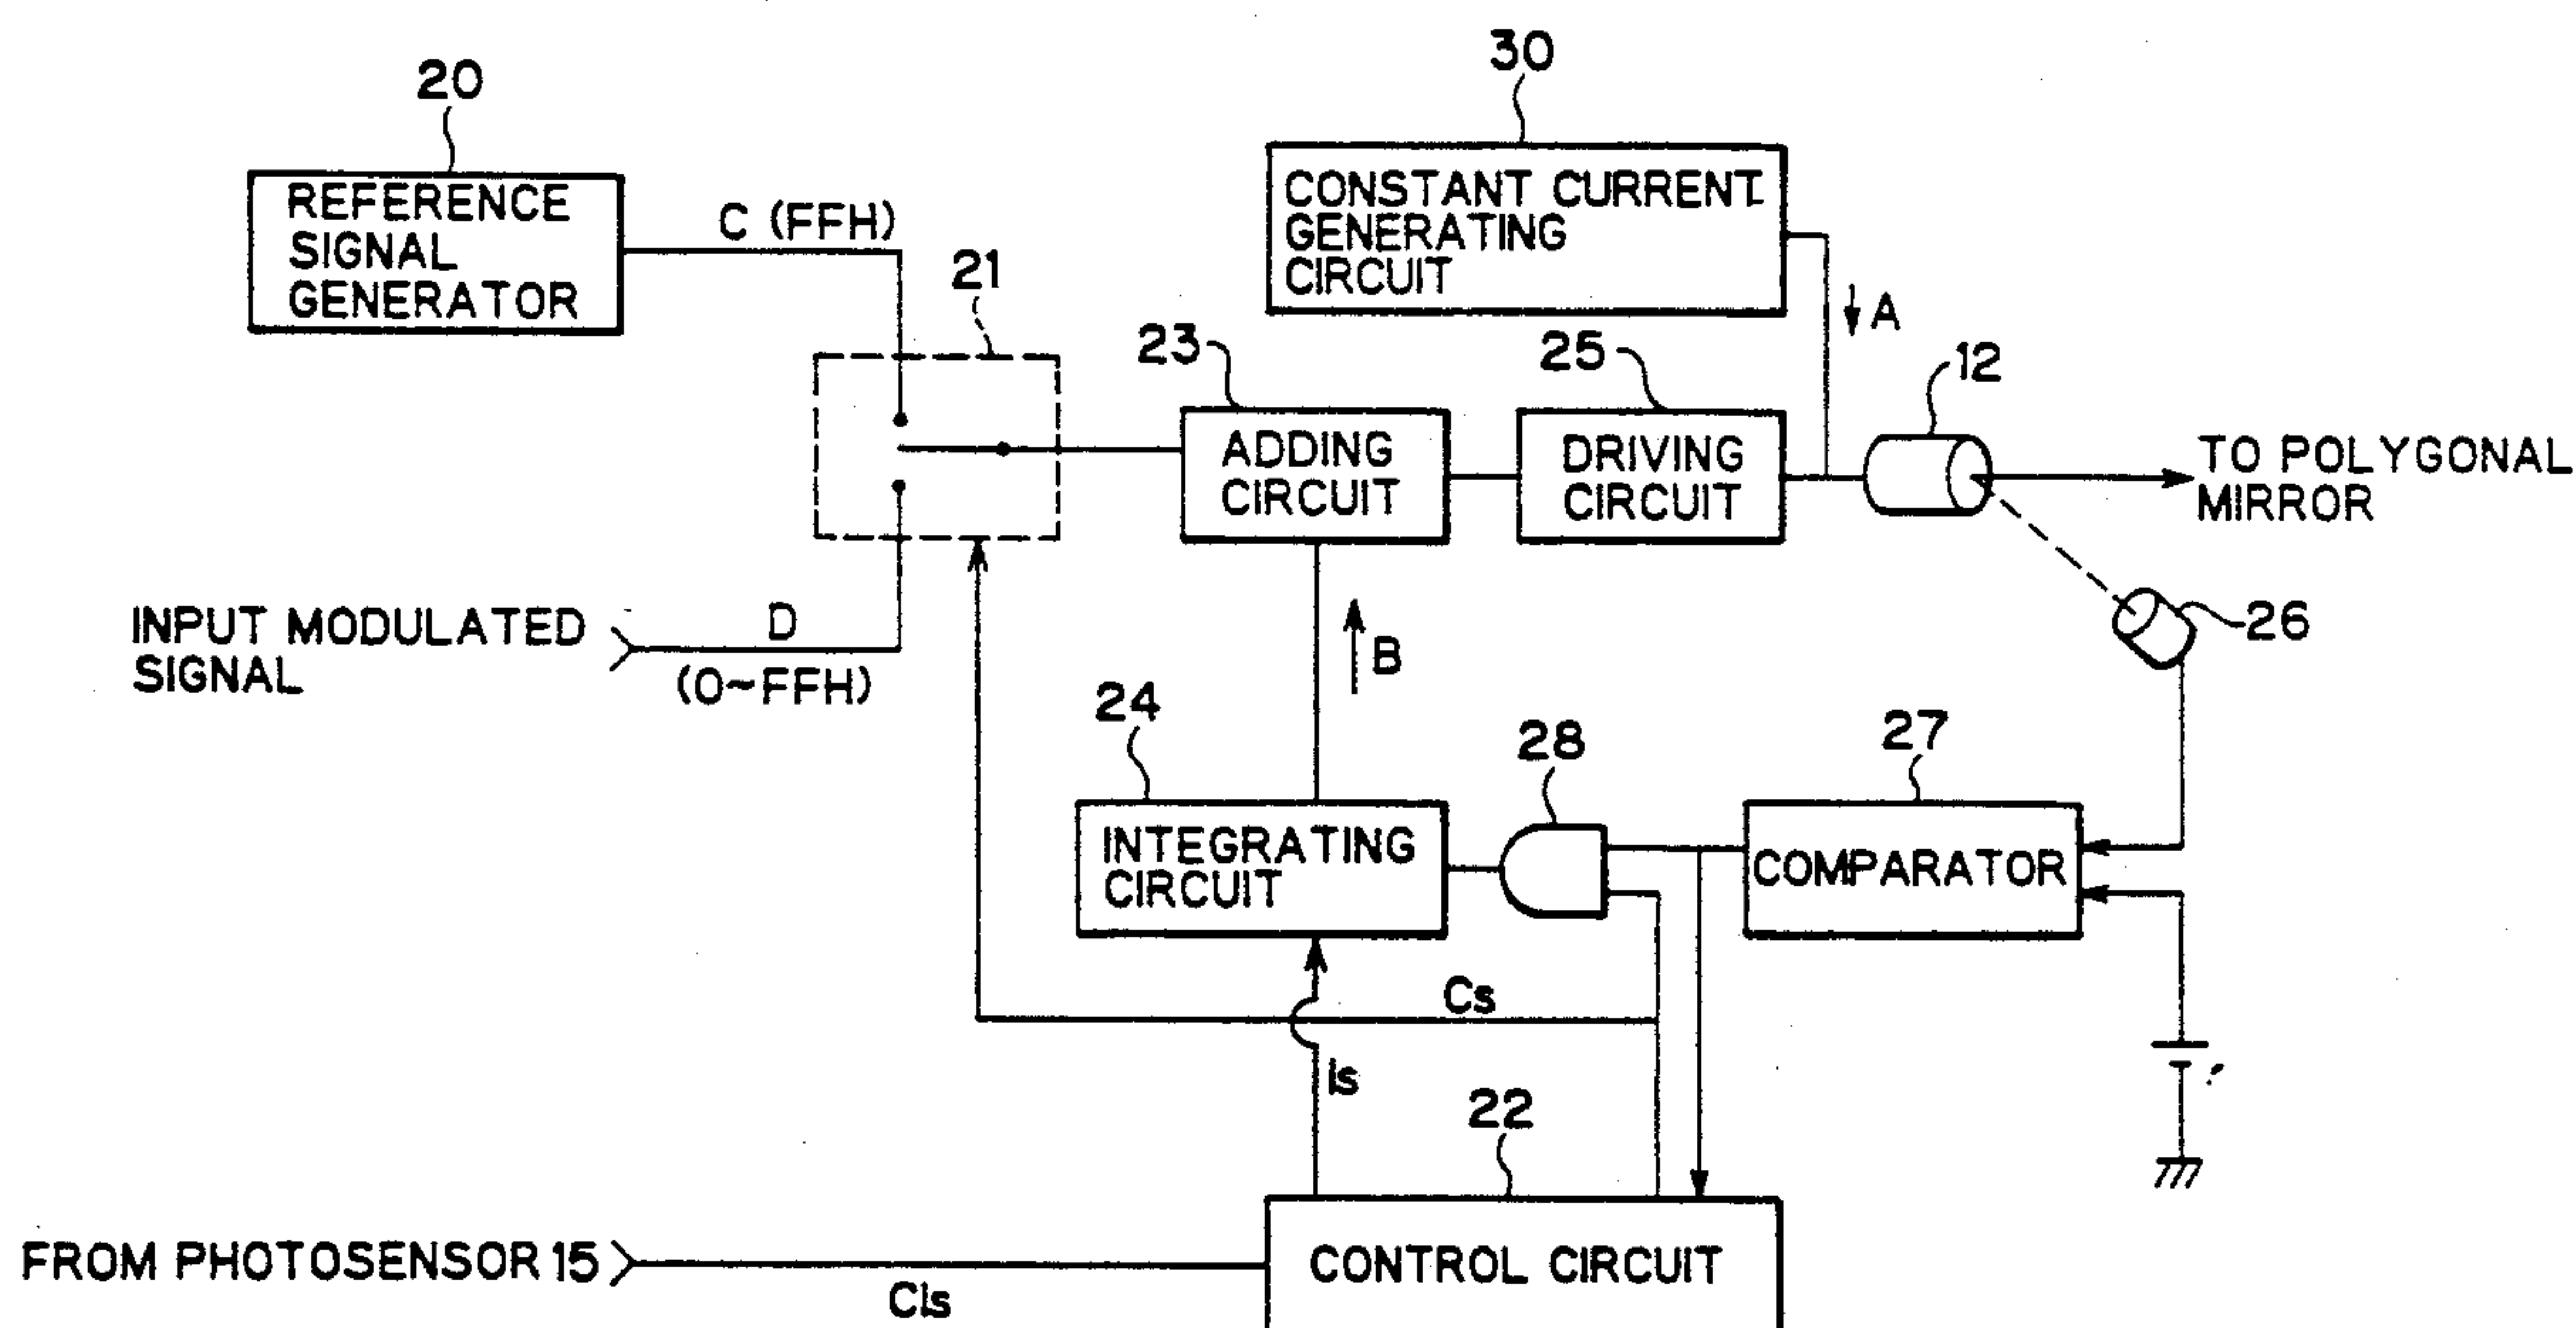 30
20
CONSTANT CURRENT
GENERATING
CIRCUIT
REFERENCE
SIGNAL
GENERATOR
C (FFH)
21
A
23
25
12
ADDING
CIRCUIT
DRIVING
CIRCUIT
TO POLYGONAL
MIRROR
26
INPUT MODULATED
SIGNAL
D
(0~FFH)
B
24
28
27
INTEGRATING
CIRCUIT
COMPARATOR
Cs
Is
22
FROM PHOTOSENSOR 15
CIs
CONTROL CIRCUIT